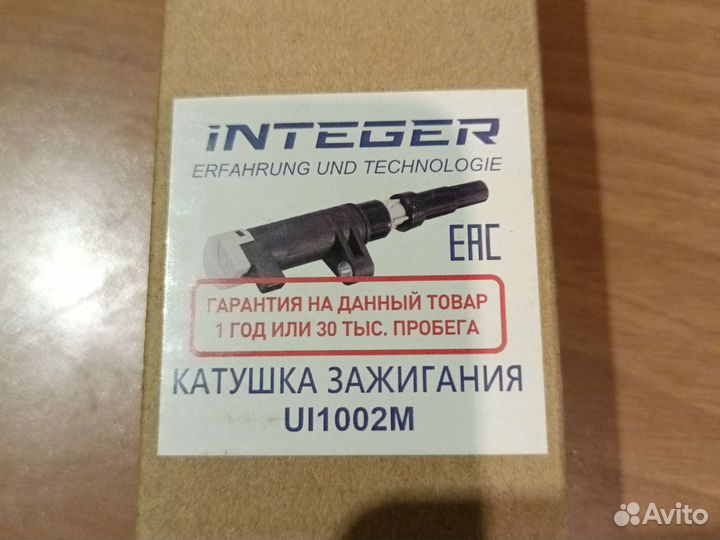 iNTEGER
ERFAHRUNG UND TECHNOLOGIE
EAC
ГАРАНТИЯ НА ДАННЫЙ ТОВАР
1 ГОД ИЛИ 30 ТЫС. ПРОБЕГА
КАТУШКА ЗАЖИГАНИЯ
UI1002M
Avito